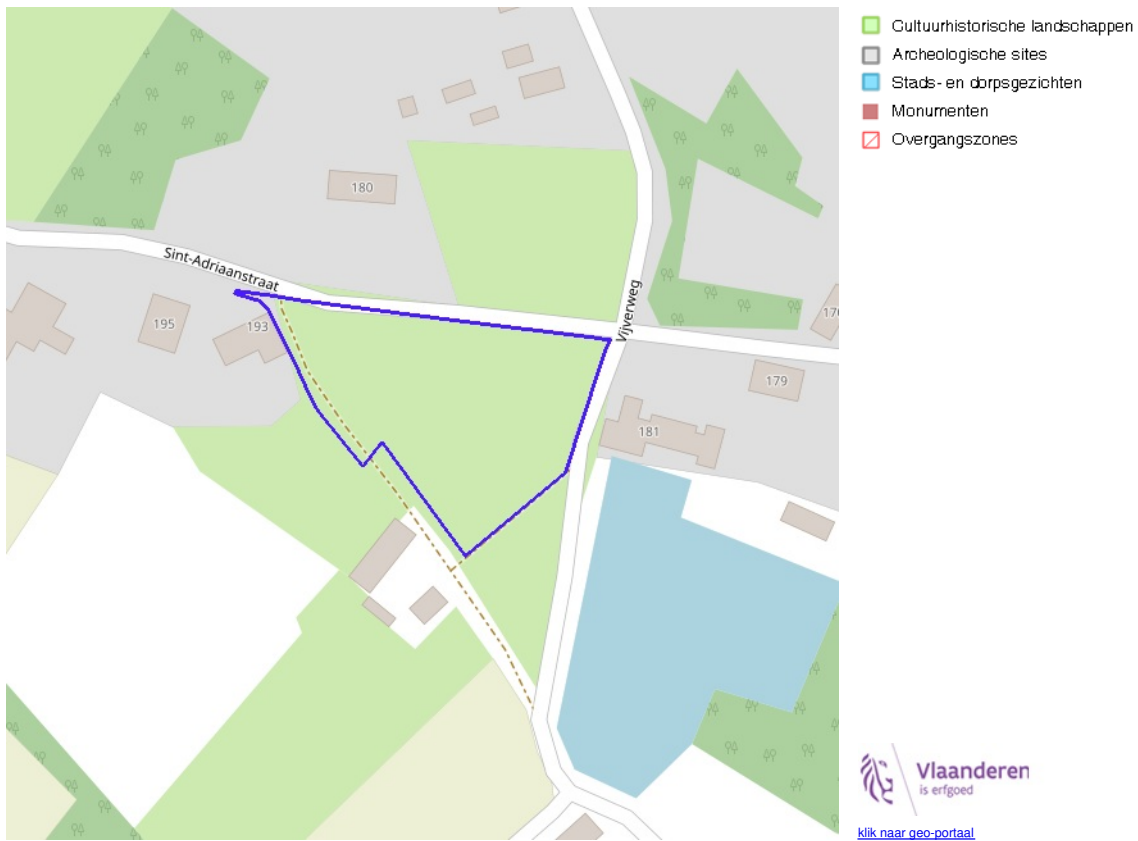 Cultuurhistorische landschappen
Archeologische sites
Stads- en dorpsgezichten
Monumenten
Overgangszones
180
Sint-Adriaanstraat
Vijverweg
195
193
179
181
Vlaanderen
is erfgoed
klik naar geo-portaal